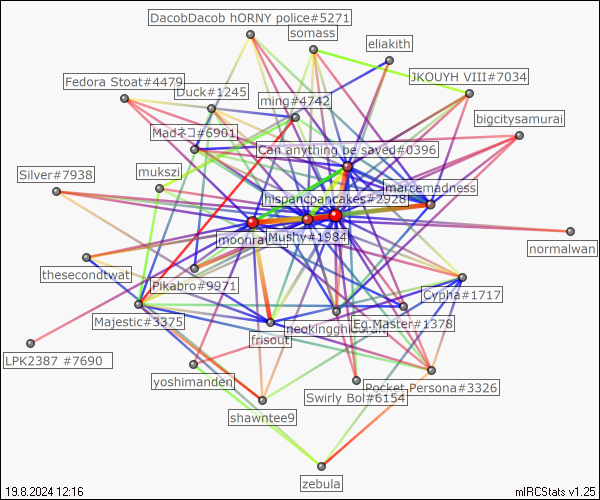 DacobDacob hORNY police#5271
somass
eliakith
Fedora Stoat#4479
Duck#1245
JKOUYH VIII#7034
ming#4742
bigcitysamurai
Madネコ#6901
Can anything be saved#0396
Silver#7938
mukszi
marcemadness
hispancpancakes#2928
Mushy#1984
normalwan
thesecondtwat
Pikabro#9971
Cypha#1717
Majestic#3375
Eg.Master#1378
frisout
LPK2387 #7690
yoshimanden
Pocket Persona#3326
Swirly Bol#6154
shawntee9
zebula
19.8.2024 12:16
mIRCStats v1.25